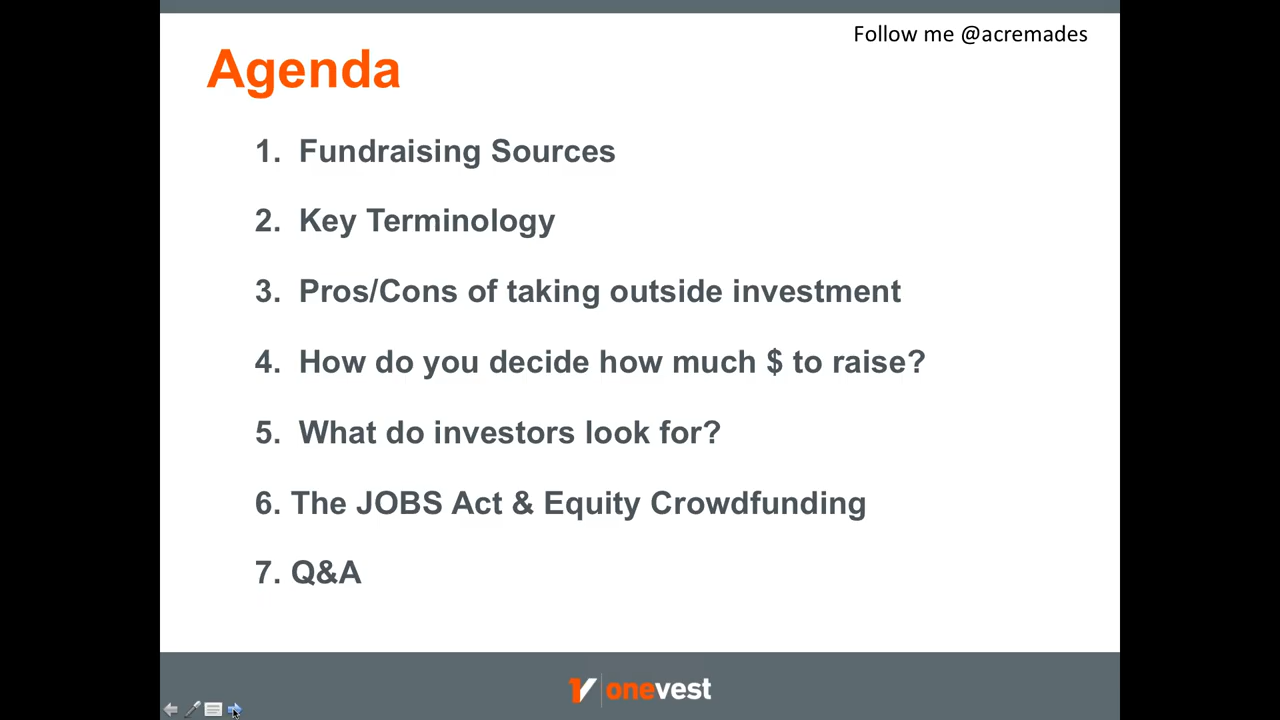 Follow me @acremades
Agenda
1. Fundraising Sources
2. Key Terminology
3. Pros/Cons of taking outside investment
4. How do you decide how much $ to raise?
5. What do investors look for?
6. The JOBS Act & Equity Crowdfunding
7. Q&A
onevest